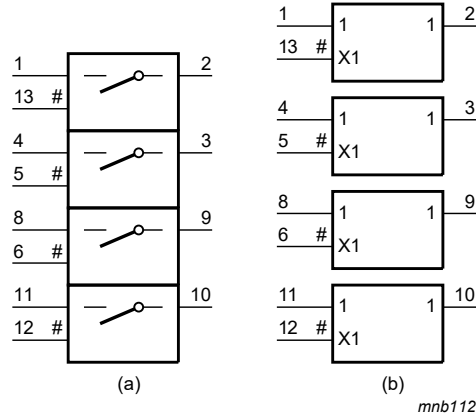 1 2
13 #
4 3
5 #
8 9
6 #
11 10
12 #
(a)
1 1 1 2
13 # X1
4 1 1 3
5 # X1
8 1 1 9
6 # X1
11 1 1 10
12 # X1
(b)
mnb112